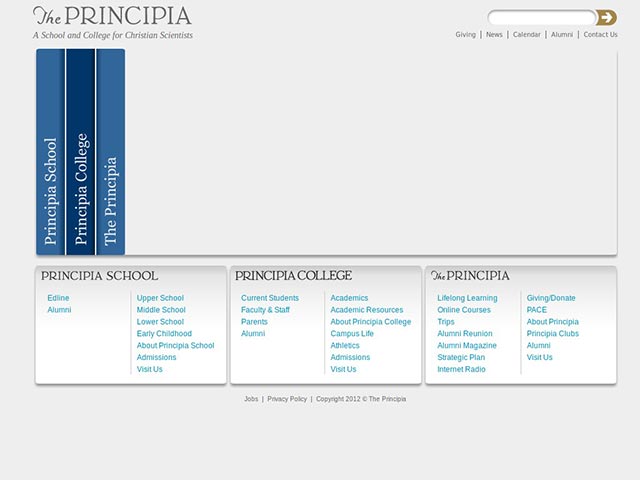 The PRINCIPIA
A School and College for Christian Scientists
Giving | News | Calendar | Alumni | Contact Us
Principia School
Principia College
The Principia
PRINCIPIA SCHOOL
Edline
Alumni
Upper School
Middle School
Lower School
Early Childhood
About Principia School
Admissions
Visit Us
PRINCIPIA COLLEGE
Current Students
Faculty & Staff
Parents
Alumni
Academics
Academic Resources
About Principia College
Campus Life
Athletics
Admissions
Visit Us
The PRINCIPIA
Lifelong Learning
Online Courses
Trips
Alumni Reunion
Alumni Magazine
Strategic Plan
Internet Radio
Giving/Donate
PACE
About Principia
Principia Clubs
Alumni
Visit Us
Jobs | Privacy Policy | Copyright 2012 © The Principia